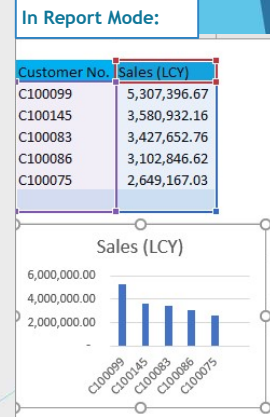 In Report Mode:
Customer No. Sales (LCY)
C100099 5,307,396.67
C100145 3,580,932.16
C100083 3,427,652.76
C100086 3,102,846.62
C100075 2,649,167.03
Sales (LCY)
6,000,000.00
4,000,000.00
2,000,000.00
-
C100099 C100145 C100083 C100086 C100075